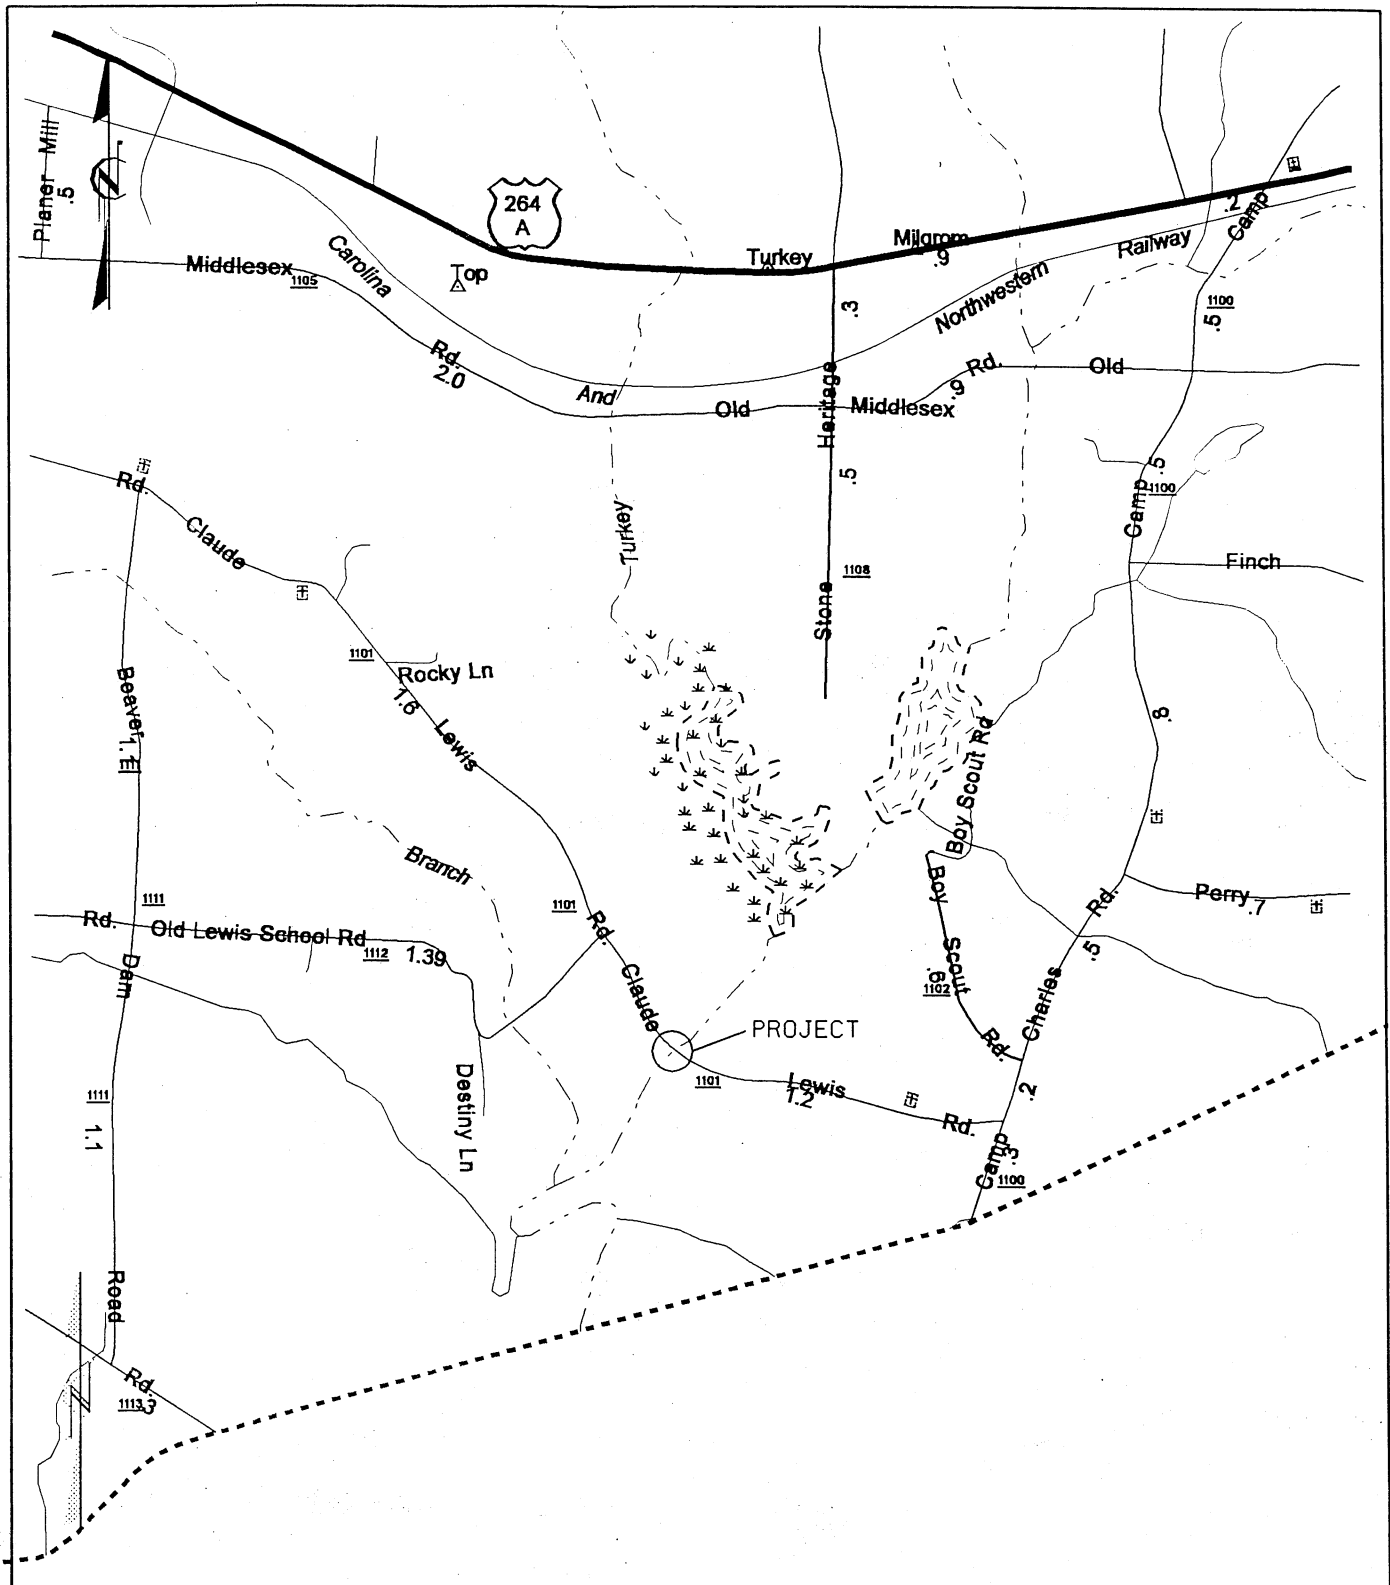 Planer Mill
.5
N
264
A
Carolina
Middlesex
1105
Top
Turkey
Milgrom
.9
.2
Camp
Railway
Northwestern
.3
1100
.5
Rd.
2.0
And
Old
Heritage
Middlesex
.9
Rd.
Old
.5
Camp
.5
1100
Rd.
Claude
Turkey
Stone
1108
Finch
1101
Rocky Ln
1.6
Lewis
Beaver
1.1
.8
Boy Scout Rd
Branch
Boy
Scout
.6
1102
Rd.
Perry
.7
Rd.
.5
Charles
1111
1101
Rd.
Rd.
Old Lewis School Rd
1112
1.39
Dam
Claude
PROJECT
1101
Lewis
1.2
Rd.
.2
Camp
.3
1100
Destiny Ln
1111
1.1
Road
Rd.
1113
.3
N